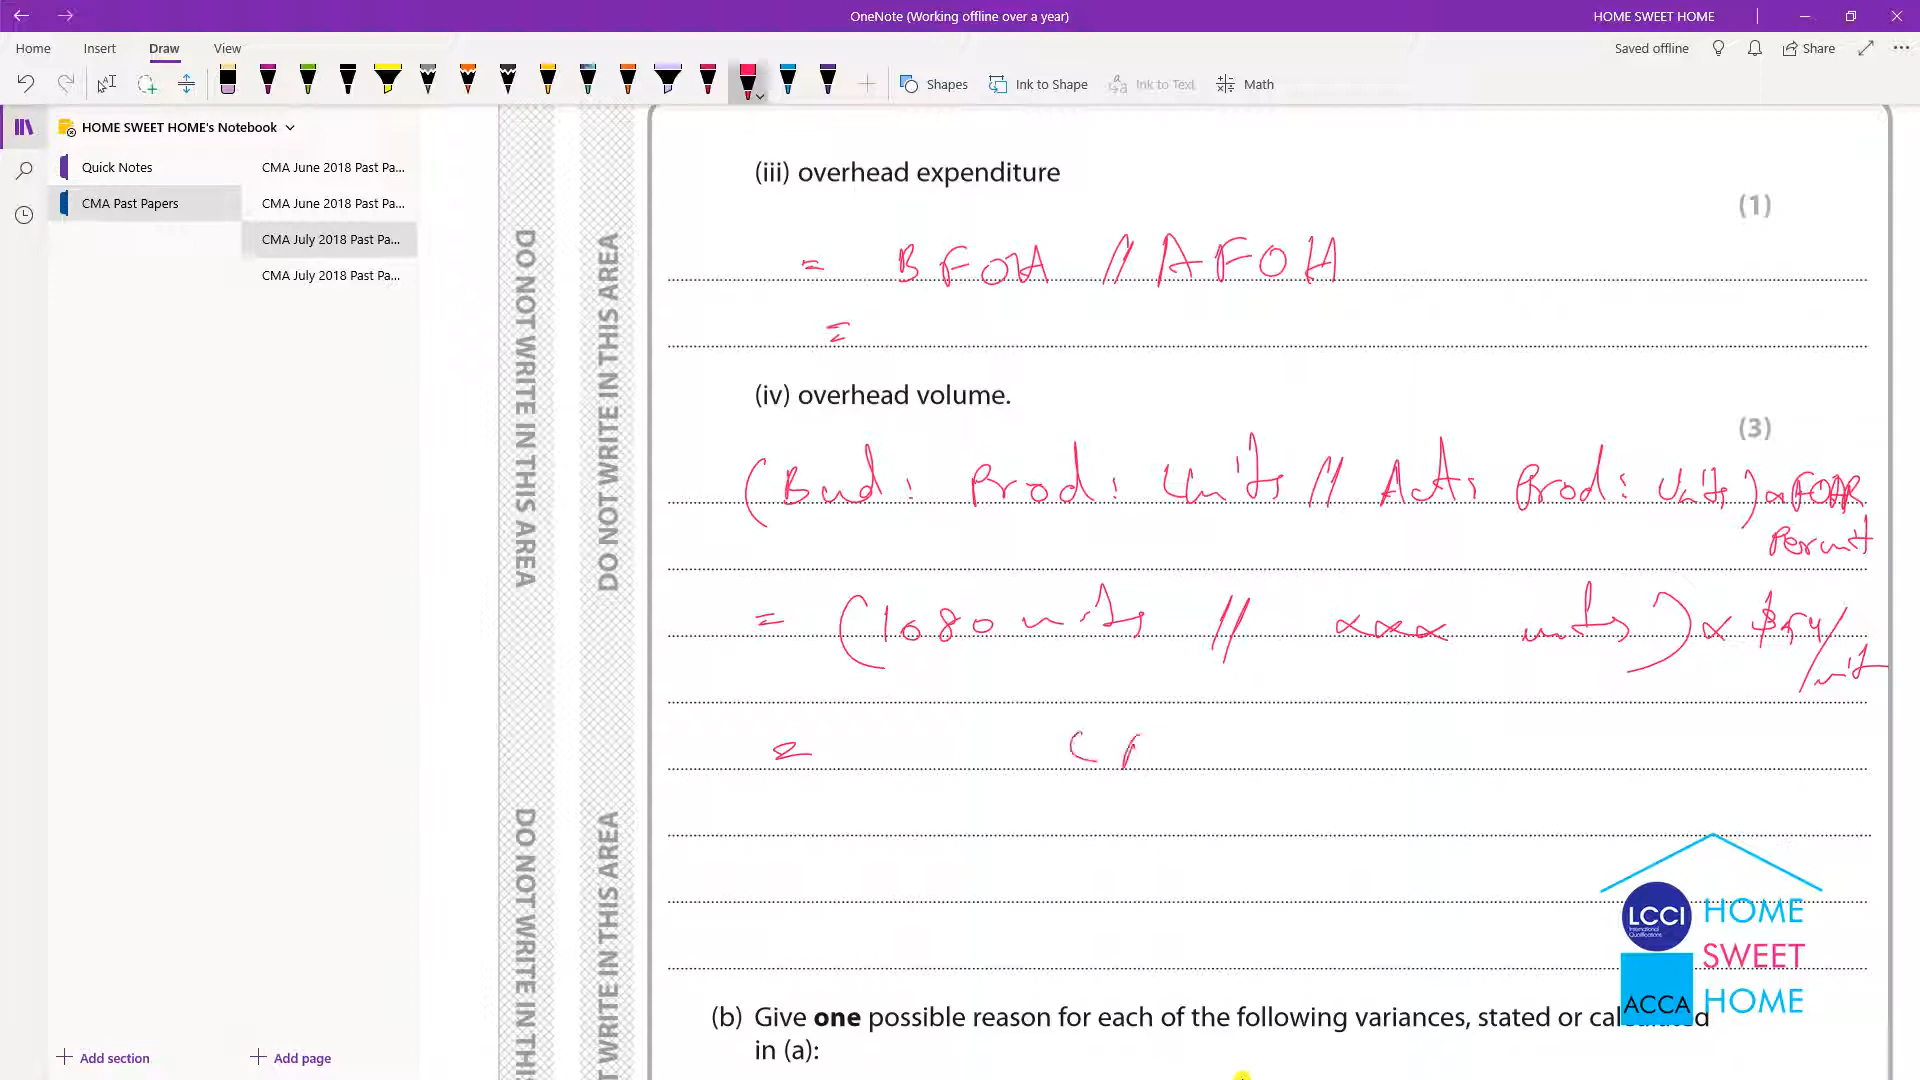 OneNote (Working offline over a year)
HOME SWEET HOME
Home Insert Draw View
Saved offline
Share
Shapes
Ink to Shape
Ink to Text
Math
HOME SWEET HOME's Notebook
Quick Notes
CMA Past Papers
CMA June 2018 Past Pa...
CMA June 2018 Past Pa...
CMA July 2018 Past Pa...
CMA July 2018 Past Pa...
Add section
Add page
DO NOT WRITE IN THIS AREA
DO NOT WRITE IN THIS AREA
DO NOT WRITE IN THIS
WRITE IN THIS AREA
(iii) overhead expenditure
(1)
= BFOH // AFOH
=
(iv) overhead volume.
(3)
(Bud: Prod: Units // Act: Prod: Units) x FOAR
Per unit
= (1080 units // xxx units) x $54/
unit
=
(b) Give one possible reason for each of the following variances, stated or calculated
in (a):
LCCI
International
Qualifications
ACCA
HOME
SWEET
HOME